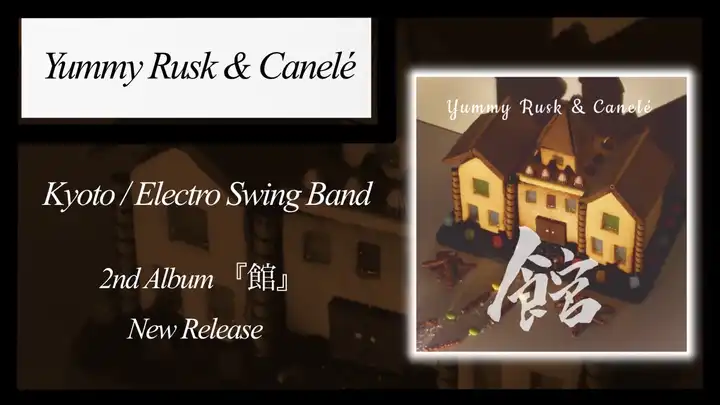 Yummy Rusk & Canelé
Kyoto / Electro Swing Band
2nd Album 『館』
New Release
Yummy Rusk & Canelé
館